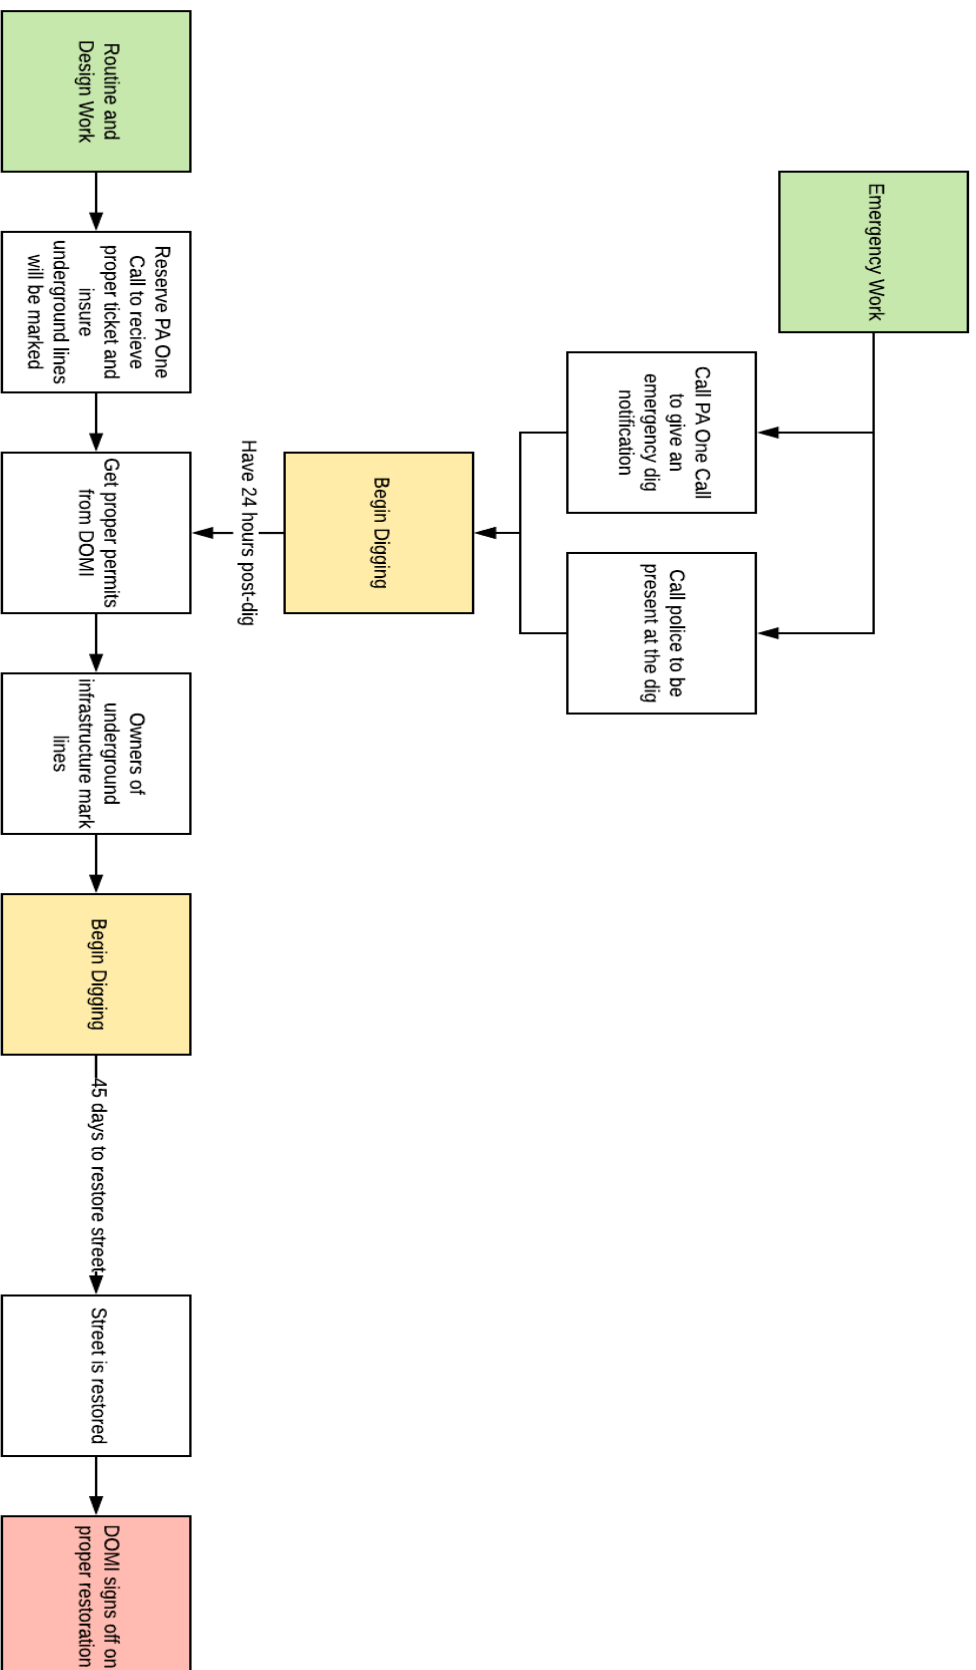 Emergency Work
Call PA One Call
to give an
emergency dig
notification
Call police to be
present at the dig
Begin Digging
Have 24 hours post-dig
Routine and
Design Work
Reserve PA One
Call to recieve
proper ticket and
insure
underground lines
will be marked
Get proper permits
from DOMI
Owners of
underground
infrastructure mark
lines
Begin Digging
45 days to restore street
Street is restored
DOMI signs off on
proper restoration